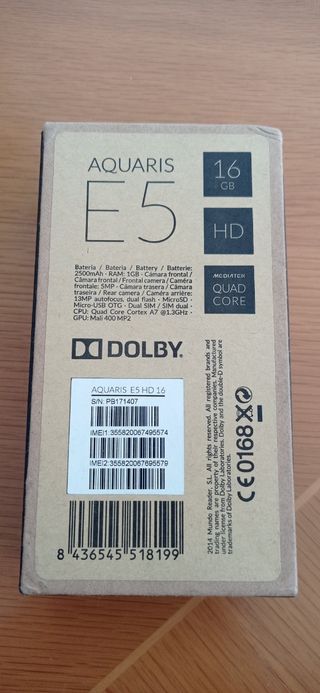 AQUARIS
E5
16
GB
HD
MEDIATEK
QUAD
CORE
Bateria / Bateria / Battery / Batterie:
2500mAh · RAM: 1GB · Cámara frontal /
Câmara frontal / Frontal camera / Caméra
frontale: 5MP · Cámara trasera / Câmara
traseira / Rear camera / Caméra arrière:
13MP autofocus, dual flash · MicroSD ·
Micro-USB OTG · Dual SIM / SIM dual ·
CPU: Quad Core Cortex A7 @1.3GHz ·
GPU: Mali 400 MP2
DOLBY.
AQUARIS E5 HD 16
S/N: PB171407
IMEI1:355820067495574
IMEI2:355820067695579
8 436545 518199
2014 Mundo Reader, S.L. All rights reserved. All registered brands and
trading names are property of their respective companies. Manufactured
under license from Dolby Laboratories. Dolby and the double-D symbol are
trademarks of Dolby Laboratories.
CE0168